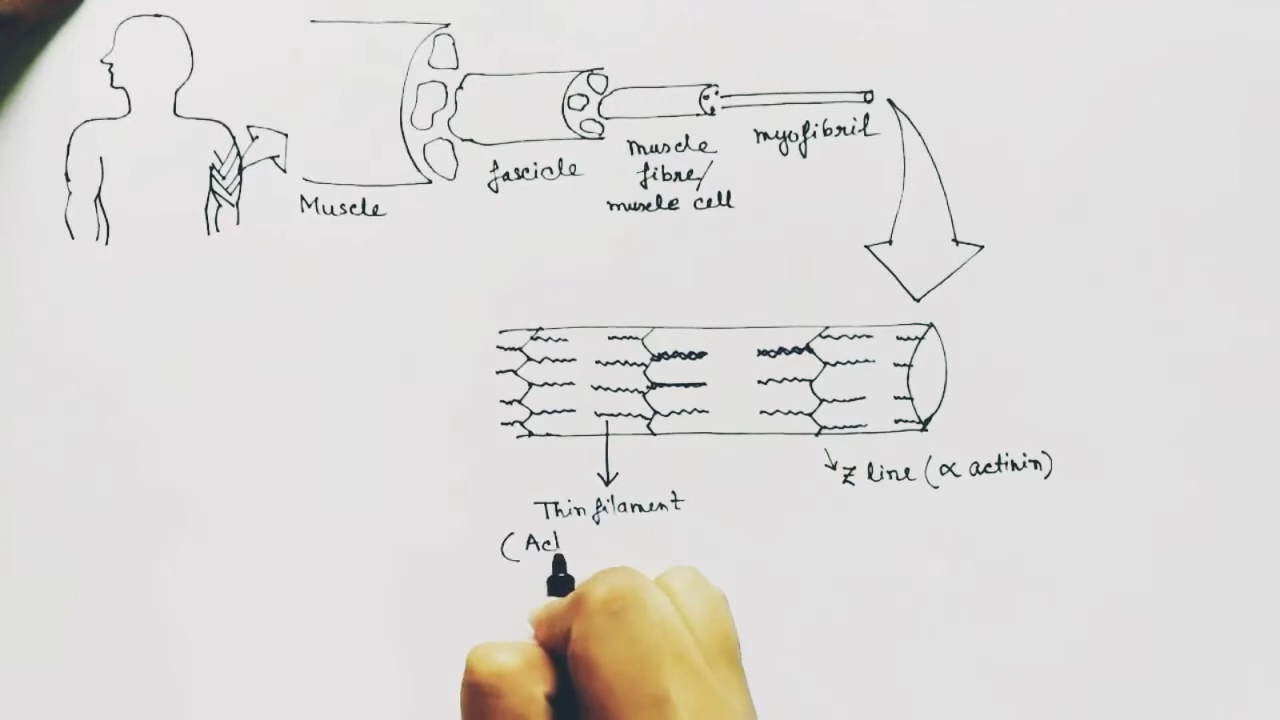 Muscle
fascicle
muscle
fibre/
muscle cell
myofibril
Z line (α actinin)
Thin filament
(Act